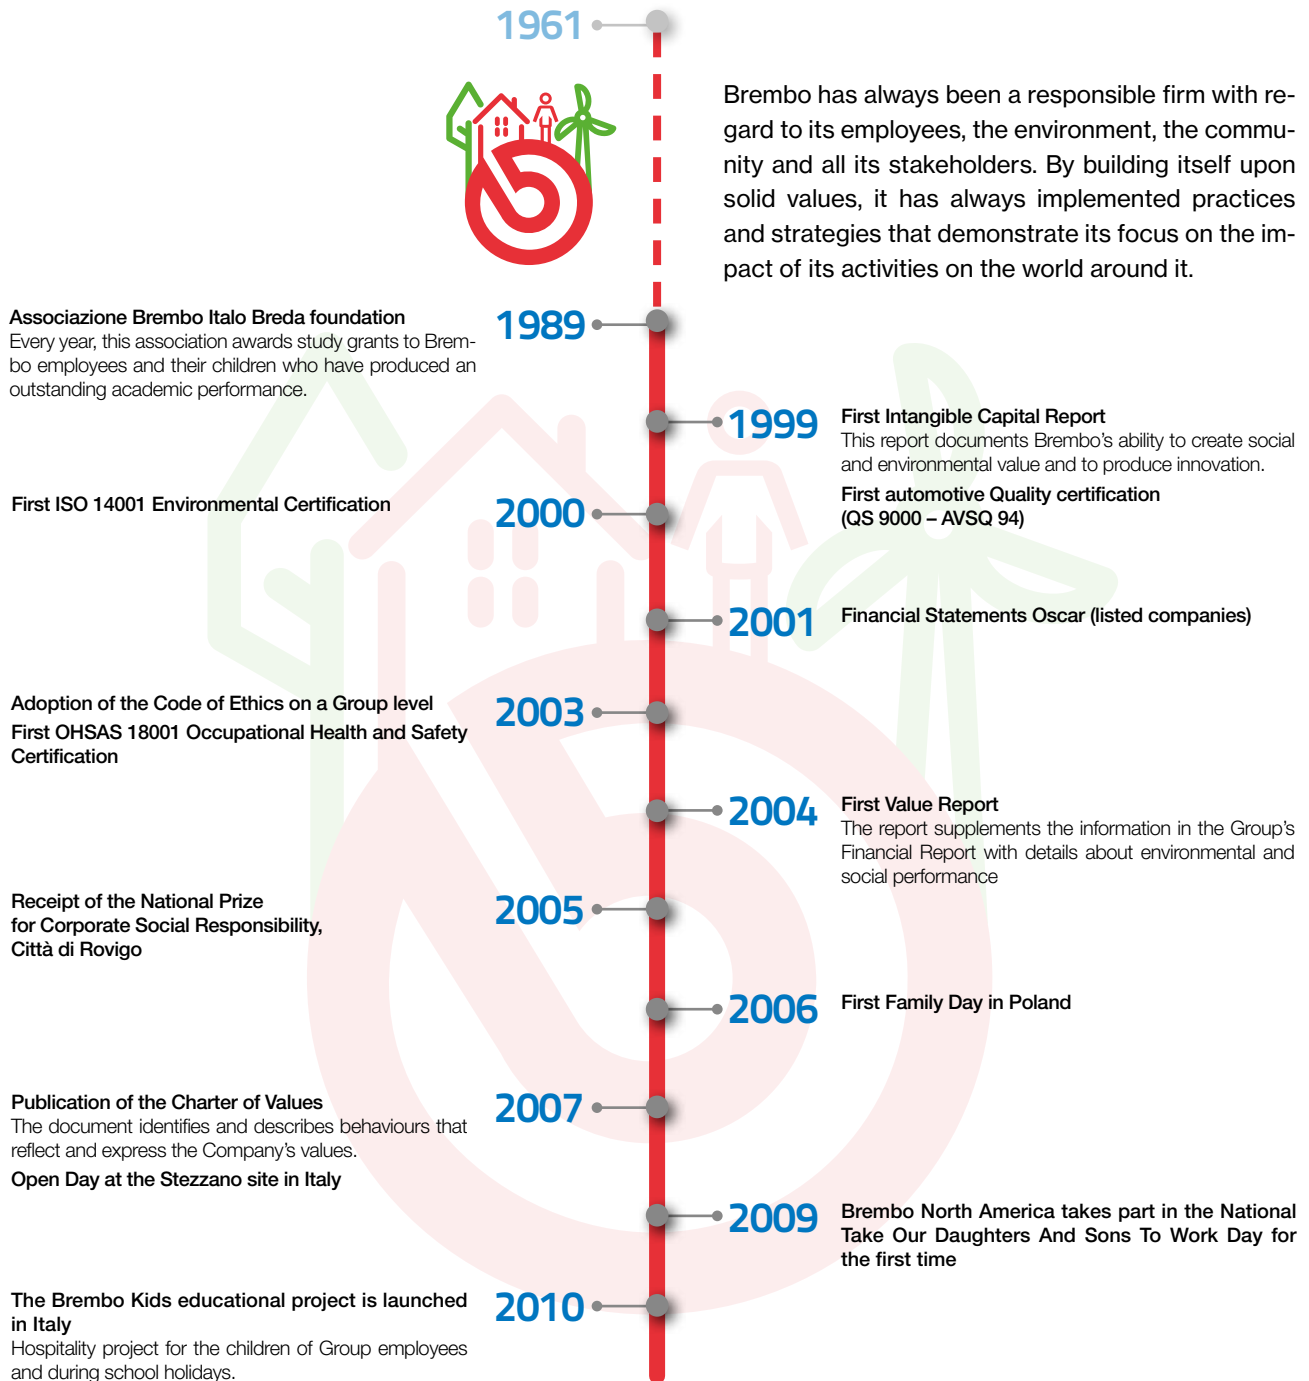 1961
Brembo has always been a responsible firm with re-
gard to its employees, the environment, the commu-
nity and all its stakeholders. By building itself upon
solid values, it has always implemented practices
and strategies that demonstrate its focus on the im-
pact of its activities on the world around it.
1989
Associazione Brembo Italo Breda foundation
Every year, this association awards study grants to Brem-
bo employees and their children who have produced an
outstanding academic performance.
1999
First Intangible Capital Report
This report documents Brembo's ability to create social
and environmental value and to produce innovation.
First automotive Quality certification
(QS 9000 – AVSQ 94)
2000
First ISO 14001 Environmental Certification
2001
Financial Statements Oscar (listed companies)
2003
Adoption of the Code of Ethics on a Group level
First OHSAS 18001 Occupational Health and Safety
Certification
2004
First Value Report
The report supplements the information in the Group's
Financial Report with details about environmental and
social performance
2005
Receipt of the National Prize
for Corporate Social Responsibility,
Città di Rovigo
2006
First Family Day in Poland
2007
Publication of the Charter of Values
The document identifies and describes behaviours that
reflect and express the Company's values.
Open Day at the Stezzano site in Italy
2009
Brembo North America takes part in the National
Take Our Daughters And Sons To Work Day for
the first time
2010
The Brembo Kids educational project is launched
in Italy
Hospitality project for the children of Group employees
and during school holidays.